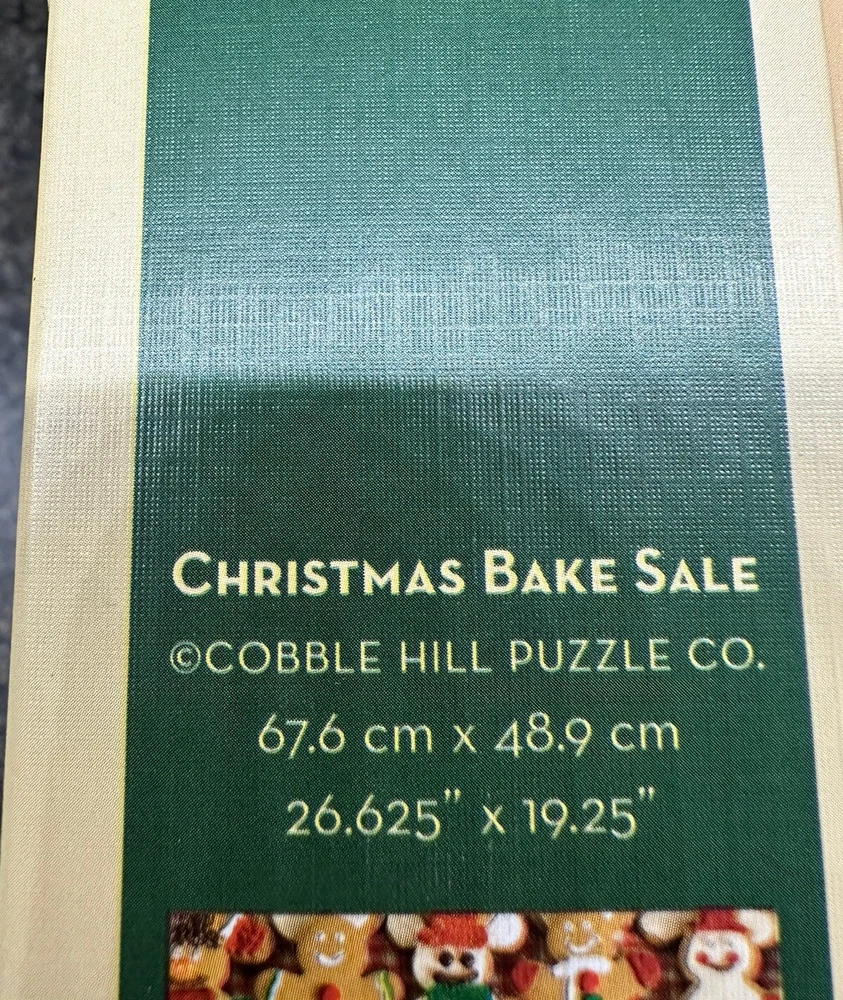 CHRISTMAS BAKE SALE
©COBBLE HILL PUZZLE CO.
67.6 cm x 48.9 cm
26.625" x 19.25"